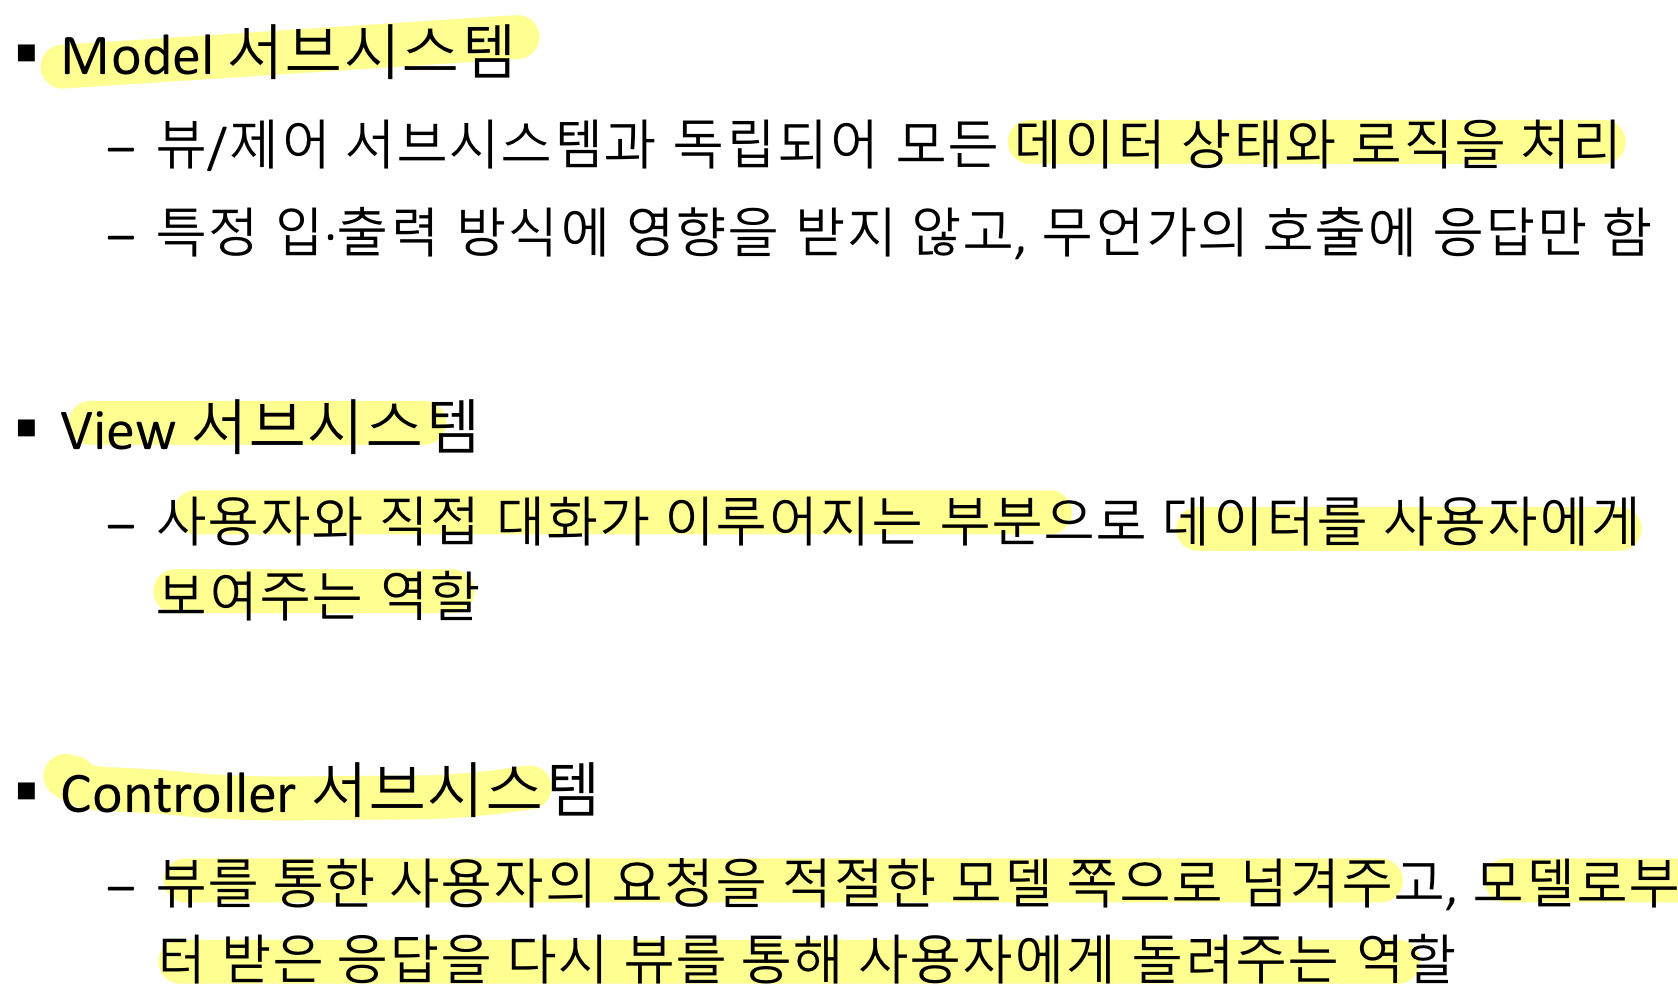 ▪ Model 서브시스템
– 뷰/제어 서브시스템과 독립되어 모든 데이터 상태와 로직을 처리
– 특정 입·출력 방식에 영향을 받지 않고, 무언가의 호출에 응답만 함
▪ View 서브시스템
– 사용자와 직접 대화가 이루어지는 부분으로 데이터를 사용자에게
보여주는 역할
▪ Controller 서브시스템
– 뷰를 통한 사용자의 요청을 적절한 모델 쪽으로 넘겨주고, 모델로부
터 받은 응답을 다시 뷰를 통해 사용자에게 돌려주는 역할